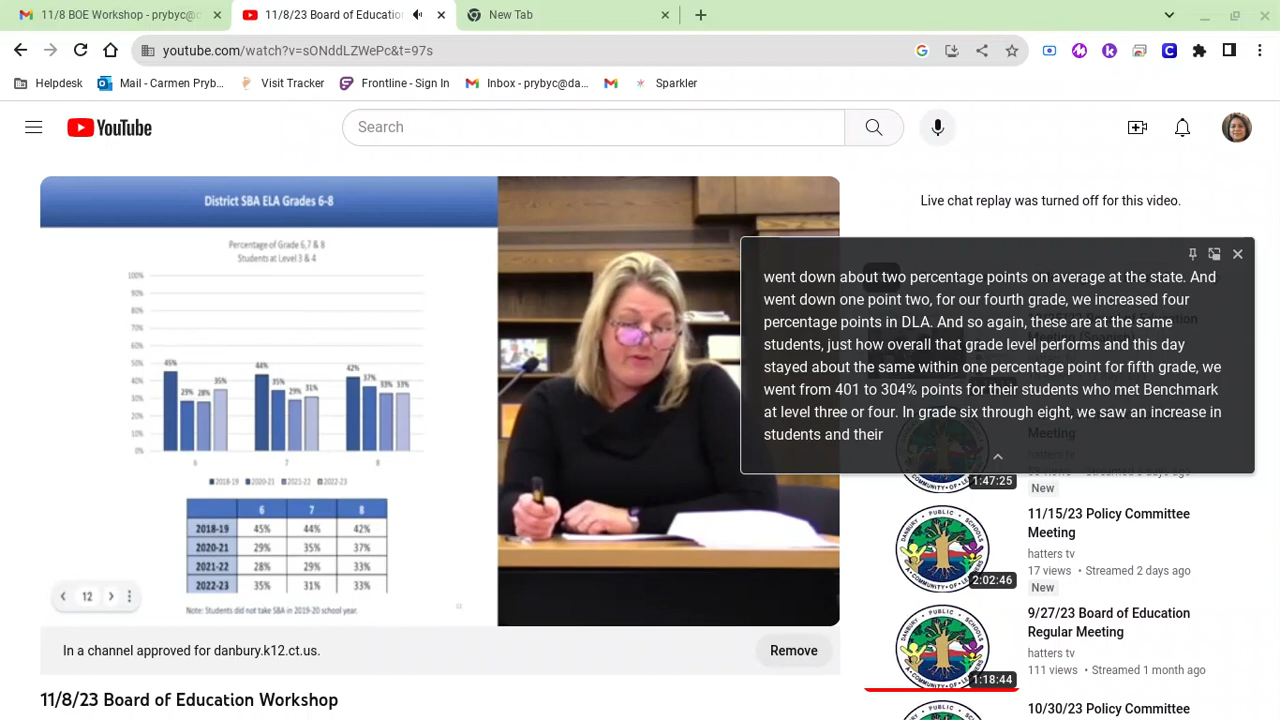 11/8 BOE Workshop - prybyc@d
11/8/23 Board of Education
New Tab
youtube.com/watch?v=sONddLZWePc&t=97s
Helpdesk
Mail - Carmen Pryb...
Visit Tracker
Frontline - Sign In
Inbox - prybyc@da...
Sparkler
YouTube
Search
District SBA ELA Grades 6-8
Percentage of Grade 6,7 & 8
Students at Level 3 & 4
100%
90%
80%
70%
60%
50%
40%
30%
20%
10%
0%
45% 29% 28% 35% 44% 35% 29% 31% 42% 37% 33% 33%
6 7 8
2018-19 2020-21 2021-22 2022-23
6 7 8
2018-19 45% 44% 42%
2020-21 29% 35% 37%
2021-22 28% 29% 33%
2022-23 35% 31% 33%
Note: Students did not take SBA in 2019-20 school year.
12
Live chat replay was turned off for this video.
went down about two percentage points on average at the state. And
went down one point two, for our fourth grade, we increased four
percentage points in DLA. And so again, these are at the same
students, just how overall that grade level performs and this day
stayed about the same within one percentage point for fifth grade, we
went from 401 to 304% points for their students who met Benchmark
at level three or four. In grade six through eight, we saw an increase in
students and their
Meeting
1:47:25
New
11/15/23 Policy Committee
Meeting
hatters tv
17 views • Streamed 2 days ago
New
2:02:46
9/27/23 Board of Education
Regular Meeting
hatters tv
111 views • Streamed 1 month ago
1:18:44
10/30/23 Policy Committee
In a channel approved for danbury.k12.ct.us.
Remove
11/8/23 Board of Education Workshop